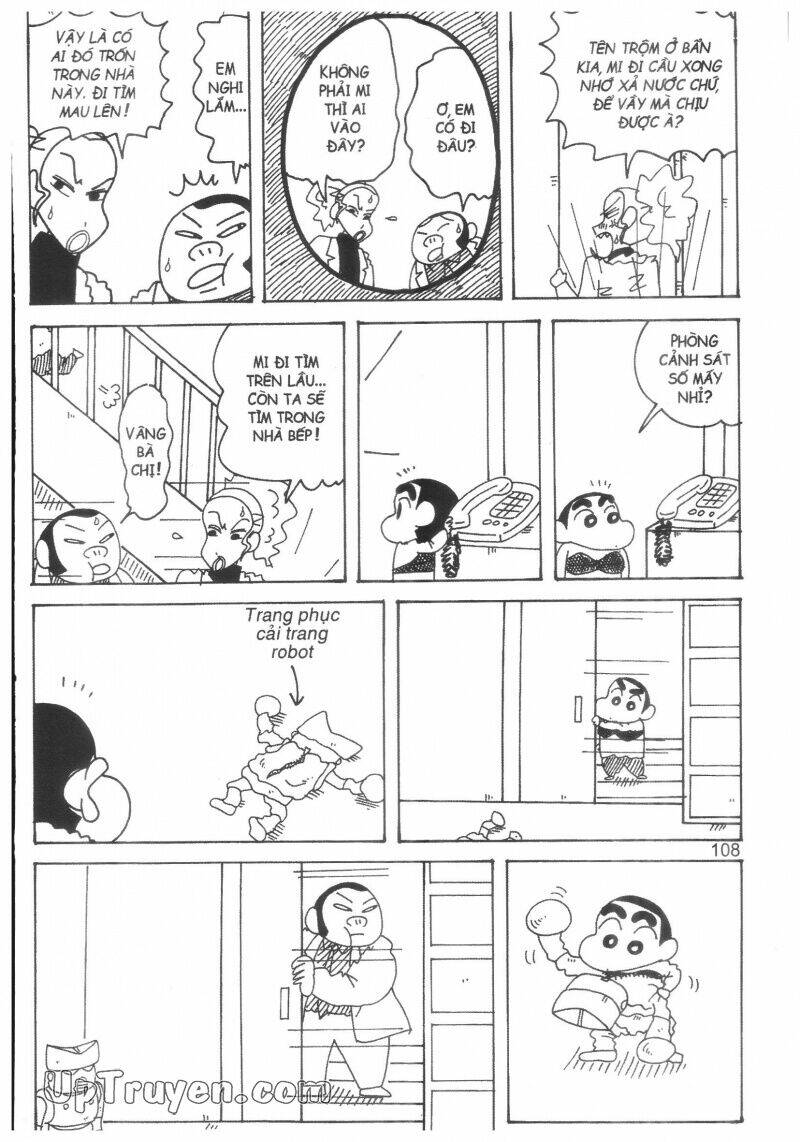 TÊN TRỘM Ở BẨN
KIA, MI ĐI CẦU XONG
NHỚ XẢ NƯỚC CHỨ,
ĐỂ VẦY MÀ CHỊU
ĐƯỢC À?
Ơ, EM
CÓ ĐI
ĐÂU?
KHÔNG
PHẢI MI
THÌ AI
VÀO
ĐÂY?
EM
NGHI
LẮM...
VẬY LÀ CÓ
AI ĐÓ TRỐN
TRONG NHÀ
NÀY. ĐI TÌM
MAU LÊN!
PHÒNG
CẢNH SÁT
SỐ MẤY
NHỈ?
MI ĐI TÌM
TRÊN LẦU...
CÒN TA SẼ
TÌM TRONG
NHÀ BẾP!
VÂNG
BÀ
CHỊ!
Trang phục
cải trang
robot
108
UpTruyen.com